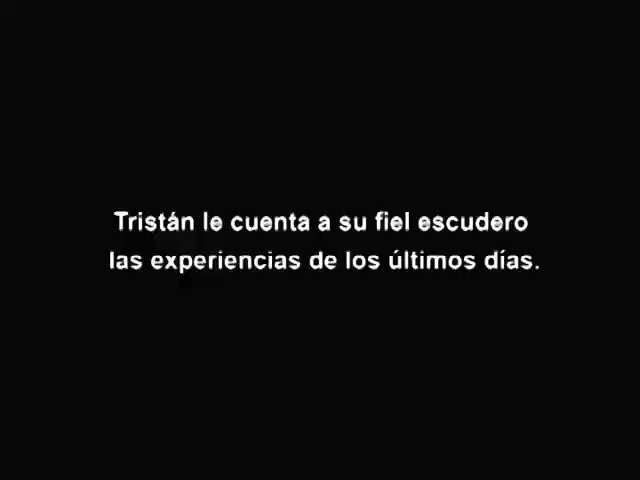 Tristán le cuenta a su fiel escudero
las experiencias de los últimos días.